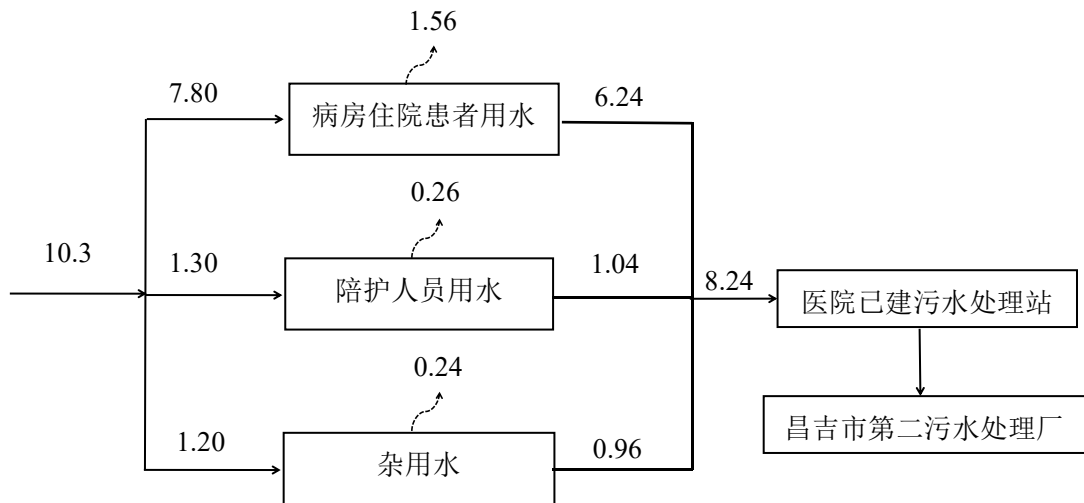 1.56
7.80
病房住院患者用水
6.24
0.26
10.3
1.30
陪护人员用水
1.04
8.24
医院已建污水处理站
0.24
1.20
杂用水
0.96
昌吉市第二污水处理厂